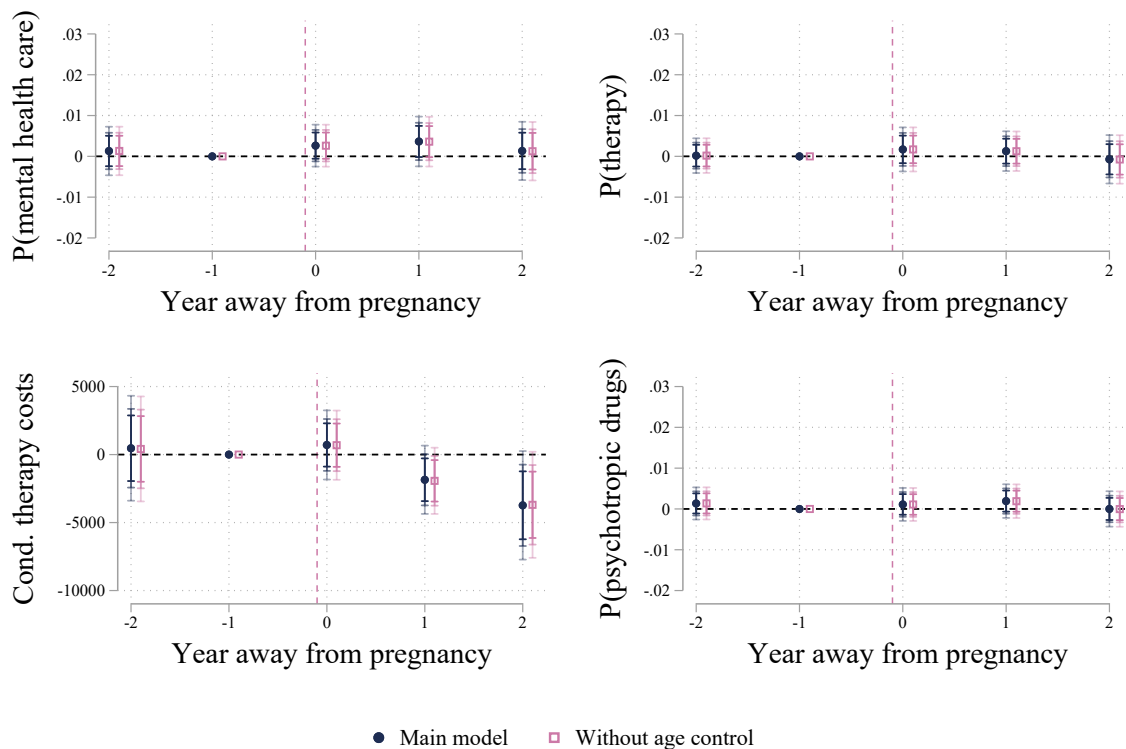 P(mental health care)
.03
.02
.01
0
-.01
-.02
-2 -1 0 1 2
Year away from pregnancy
P(therapy)
.03
.02
.01
0
-.01
-.02
-2 -1 0 1 2
Year away from pregnancy
Cond. therapy costs
5000
0
-5000
-10000
-2 -1 0 1 2
Year away from pregnancy
P(psychotropic drugs)
.03
.02
.01
0
-.01
-.02
-2 -1 0 1 2
Year away from pregnancy
Main model Without age control